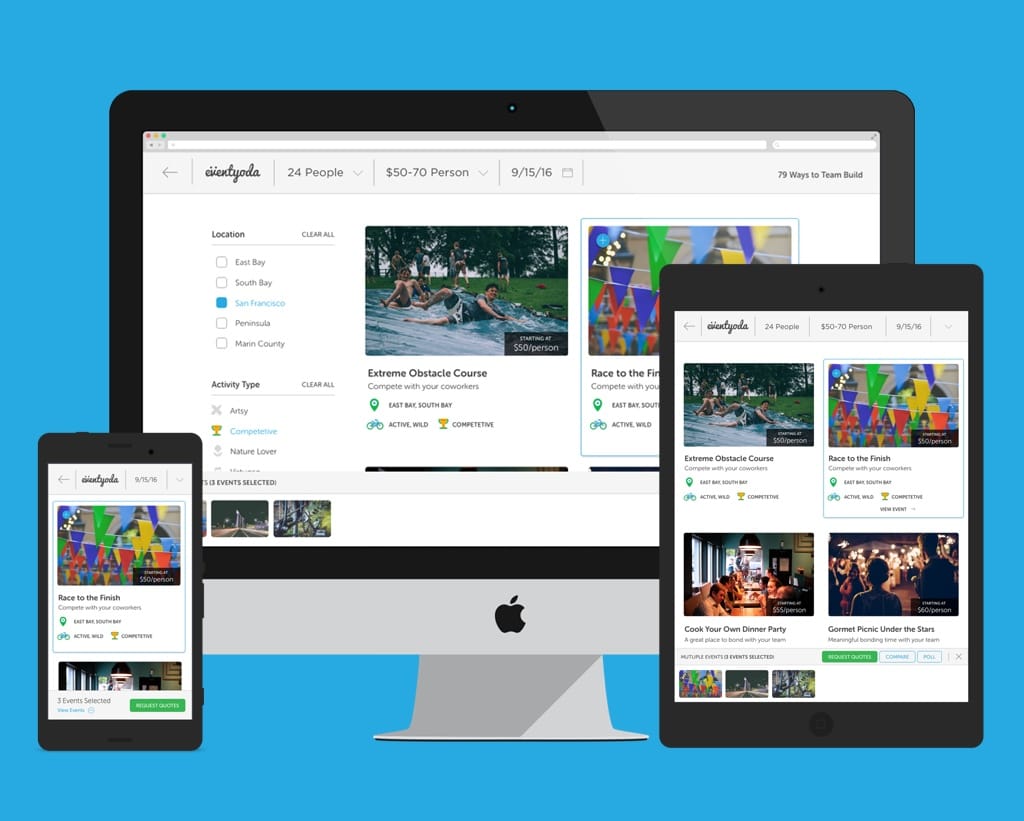 eventyoda
24 People
$50-70 Person
9/15/16
79 Ways to Team Build
Location
CLEAR ALL
East Bay
South Bay
San Francisco
Peninsula
Marin County
Activity Type
CLEAR ALL
Artsy
Competetive
Nature Lover
STARTING AT
$50/person
Extreme Obstacle Course
Compete with your coworkers
EAST BAY, SOUTH BAY
ACTIVE, WILD
COMPETETIVE
Race to the Fin
Compete with you
EAST BAY, SOUT
ACTIVE, WILD
TS (3 EVENTS SELECTED)
eventyoda
9/15/16
STARTING AT
$50/person
Race to the Finish
Compete with your coworkers
EAST BAY, SOUTH BAY
ACTIVE, WILD
COMPETETIVE
3 Events Selected
View Events
REQUEST QUOTES
eventyoda
24 People
$50-70 Person
9/15/16
STARTING AT
$50/person
Extreme Obstacle Course
Compete with your coworkers
EAST BAY, SOUTH BAY
ACTIVE, WILD
COMPETETIVE
STARTING AT
$50/person
Race to the Finish
Compete with your coworkers
EAST BAY, SOUTH BAY
ACTIVE, WILD
COMPETETIVE
VIEW EVENT
STARTING AT
$55/person
Cook Your Own Dinner Party
A great place to bond with your team
STARTING AT
$60/person
Gormet Picnic Under the Stars
Meaningful bonding time with your team
MUTUPLE EVENTS (3 EVENTS SELECTED)
REQUEST QUOTES
COMPARE
POLL